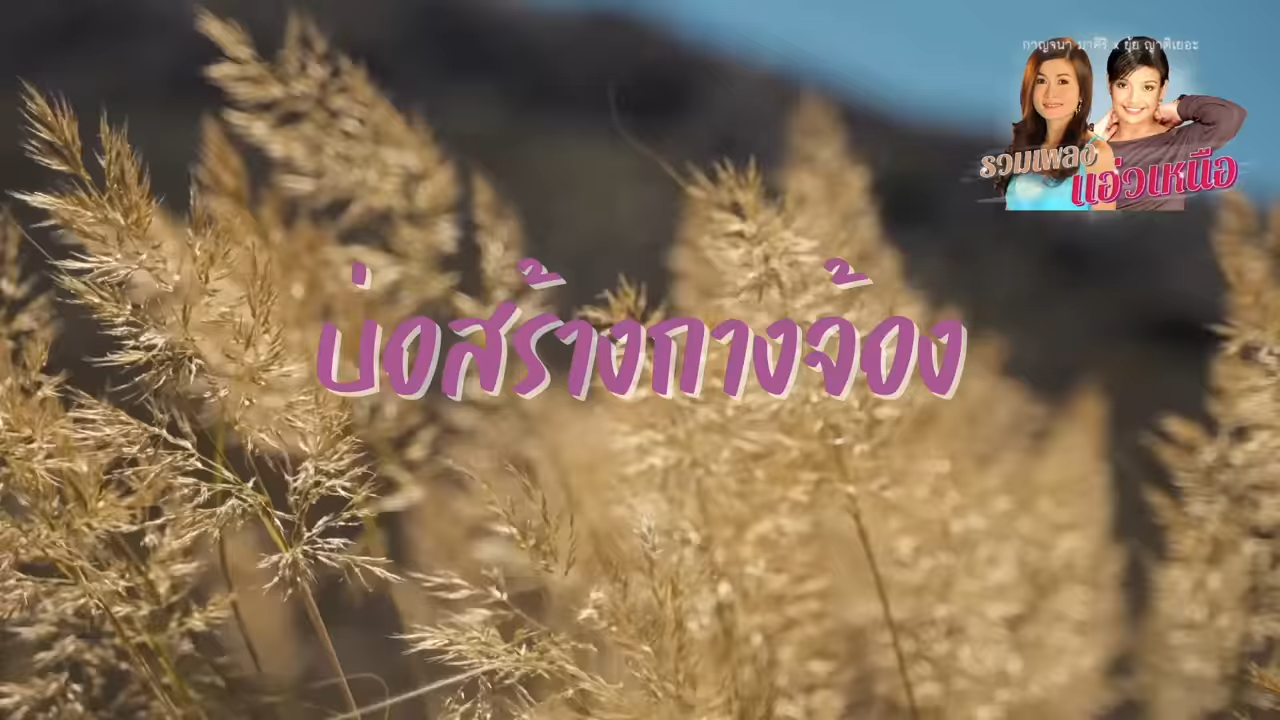 กาญจนา มาศิริ x ยุ้ย ญาติเยอะ
รวมเพลง
แอ่วเหนือ
บ่อสร้างกางจ้อง